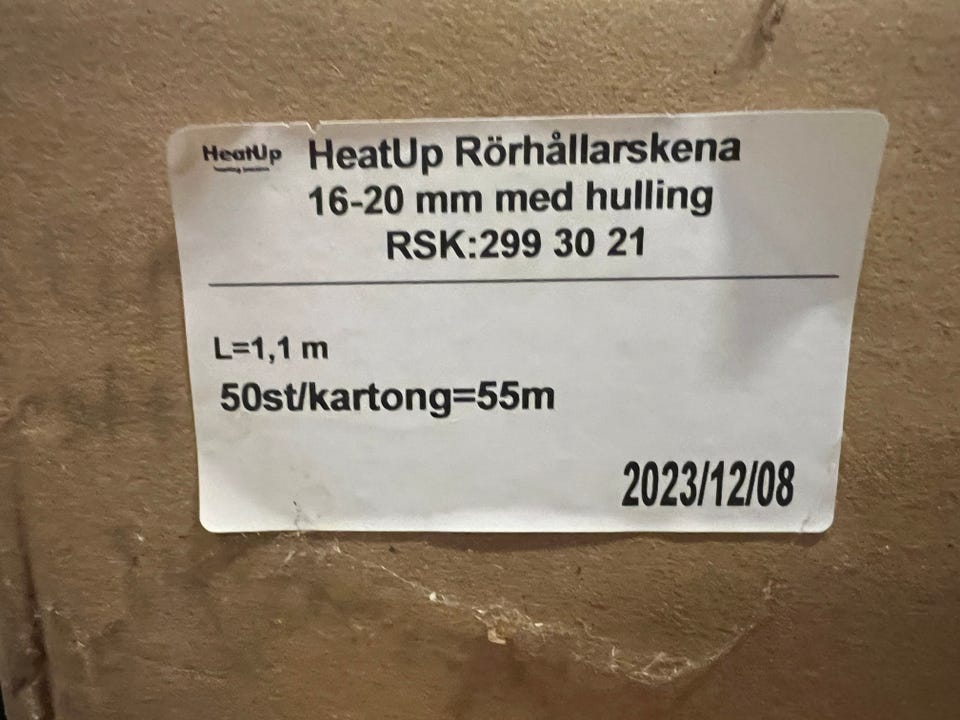 HeatUp
HeatUp Rörhållarskena
16-20 mm med hulling
RSK:299 30 21
L=1,1 m
50st/kartong=55m
2023/12/08